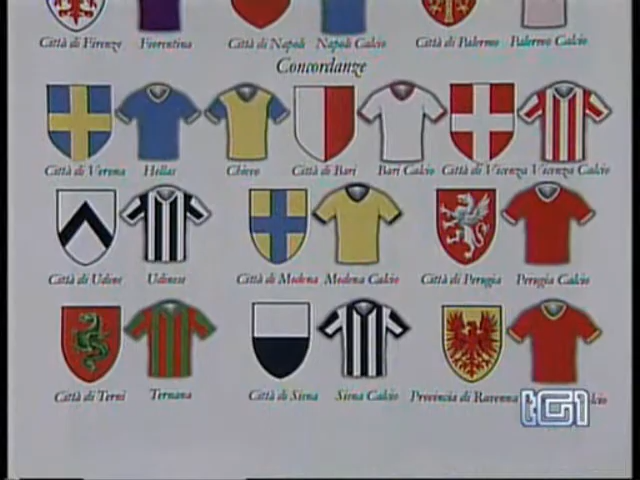 Città di Firenze Fiorentina Città di Napoli Napoli Calcio Città di Palermo Palermo Calcio
Concordanze
Città di Verona Hellas Chievo Città di Bari Bari Calcio Città di Vicenza Vicenza Calcio
Città di Udine Udinese Città di Modena Modena Calcio Città di Perugia Perugia Calcio
Città di Terni Ternana Città di Siena Siena Calcio Provincia di Ravenna
TG1